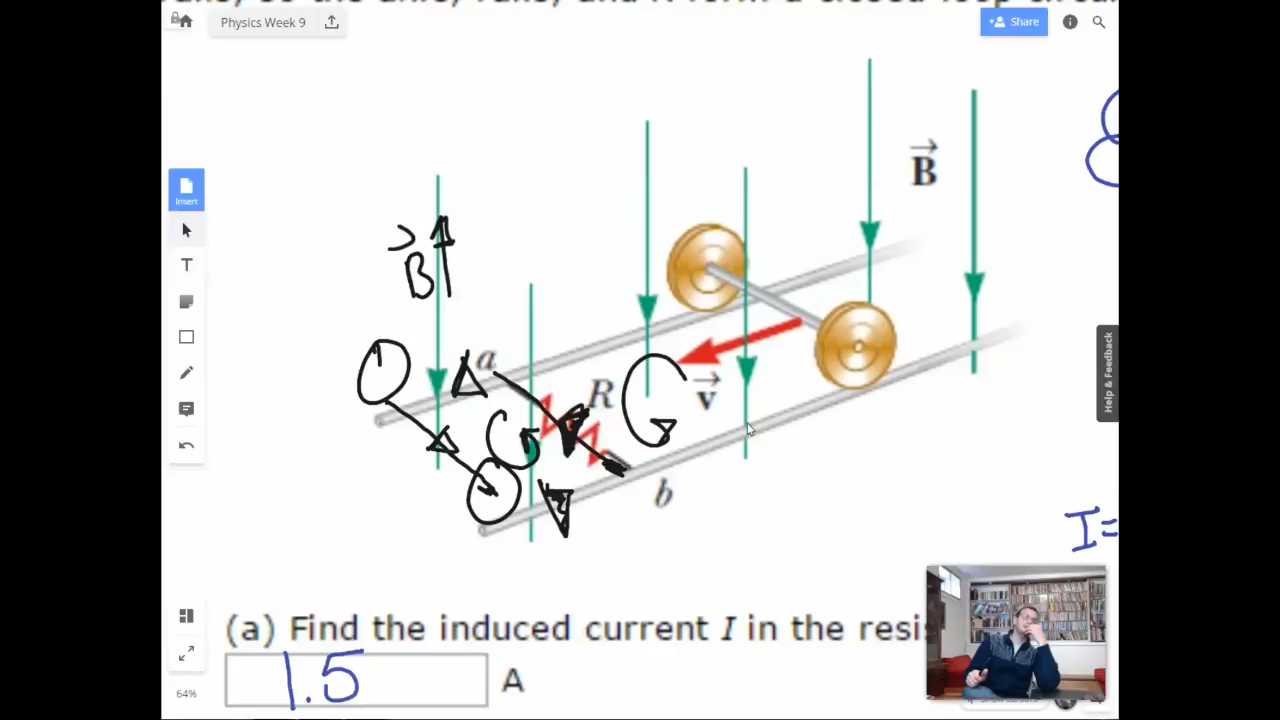 Physics Week 9
Share
Insert
B
B
a
R
v
b
I=
(a) Find the induced current I in the resi
1.5
A
64%
Help & Feedback